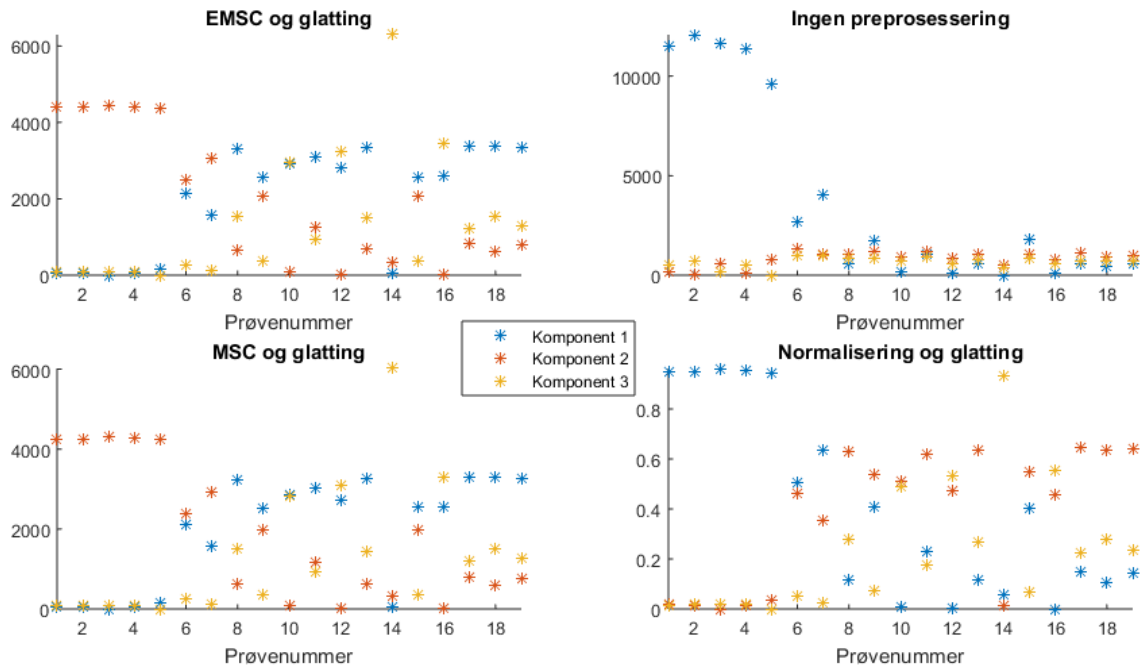 EMSC og glatting
6000
4000
2000
0
2 4 6 8 10 12 14 16 18
Prøvenummer
Ingen preprosessering
10000
5000
0
2 4 6 8 10 12 14 16 18
Prøvenummer
Komponent 1
Komponent 2
Komponent 3
MSC og glatting
6000
4000
2000
0
2 4 6 8 10 12 14 16 18
Prøvenummer
Normalisering og glatting
0.8
0.6
0.4
0.2
0
2 4 6 8 10 12 14 16 18
Prøvenummer